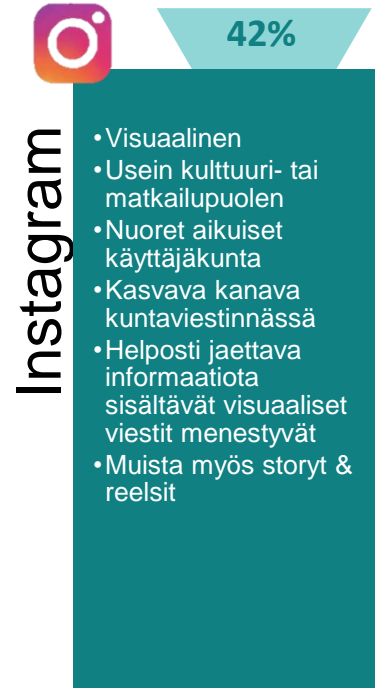 42%
Instagram
•Visuaalinen
•Usein kulttuuri- tai
matkailupuolen
•Nuoret aikuiset
käyttäjäkunta
•Kasvava kanava
kuntaviestinnässä
•Helposti jaettava
informaatiota
sisältävät visuaaliset
viestit menestyvät
•Muista myös storyt &
reelsit